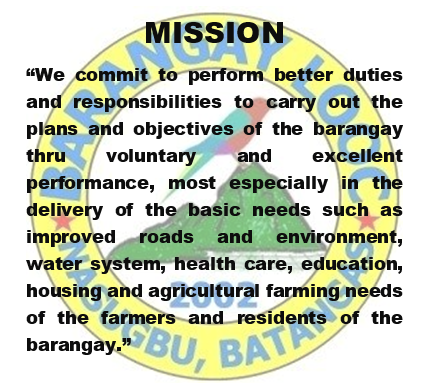 MISSION
“We commit to perform better duties
and responsibilities to carry out the
plans and objectives of the barangay
thru voluntary and excellent
performance, most especially in the
delivery of the basic needs such as
improved roads and environment,
water system, health care, education,
housing and agricultural farming needs
of the farmers and residents of the
barangay.”
BARANGAY LOOC
2002
NASUGBU, BATANGAS